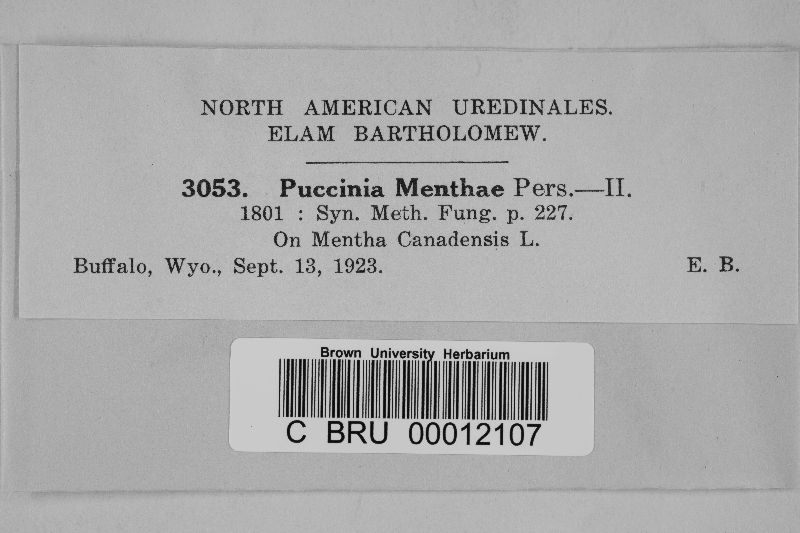 NORTH AMERICAN UREDINALES.
ELAM BARTHOLOMEW.
3053. Puccinia Menthae Pers.—II.
1801 : Syn. Meth. Fung. p. 227.
On Mentha Canadensis L.
Buffalo, Wyo., Sept. 13, 1923. E. B.
Brown University Herbarium
C BRU 00012107